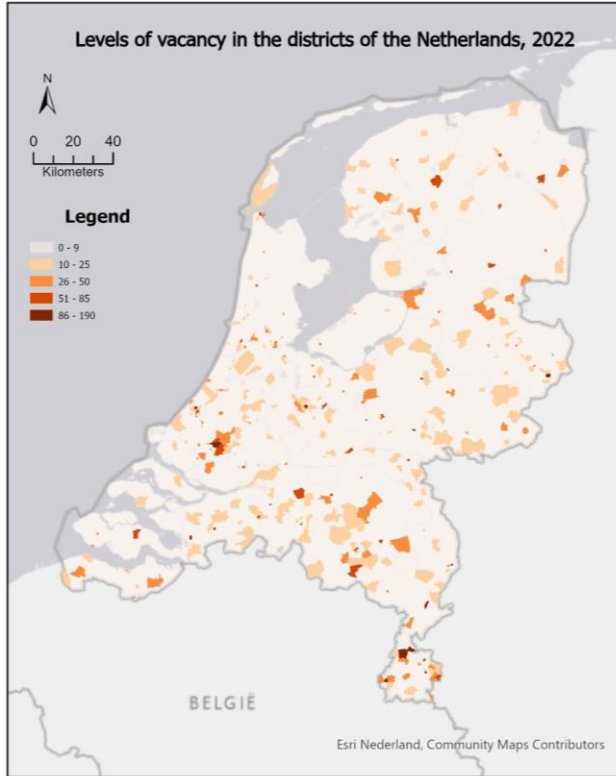 Levels of vacancy in the districts of the Netherlands, 2022
N
0 20 40
Kilometers
Legend
0 - 9
10 - 25
26 - 50
51 - 85
86 - 190
BELGIË
Esri Nederland, Community Maps Contributors